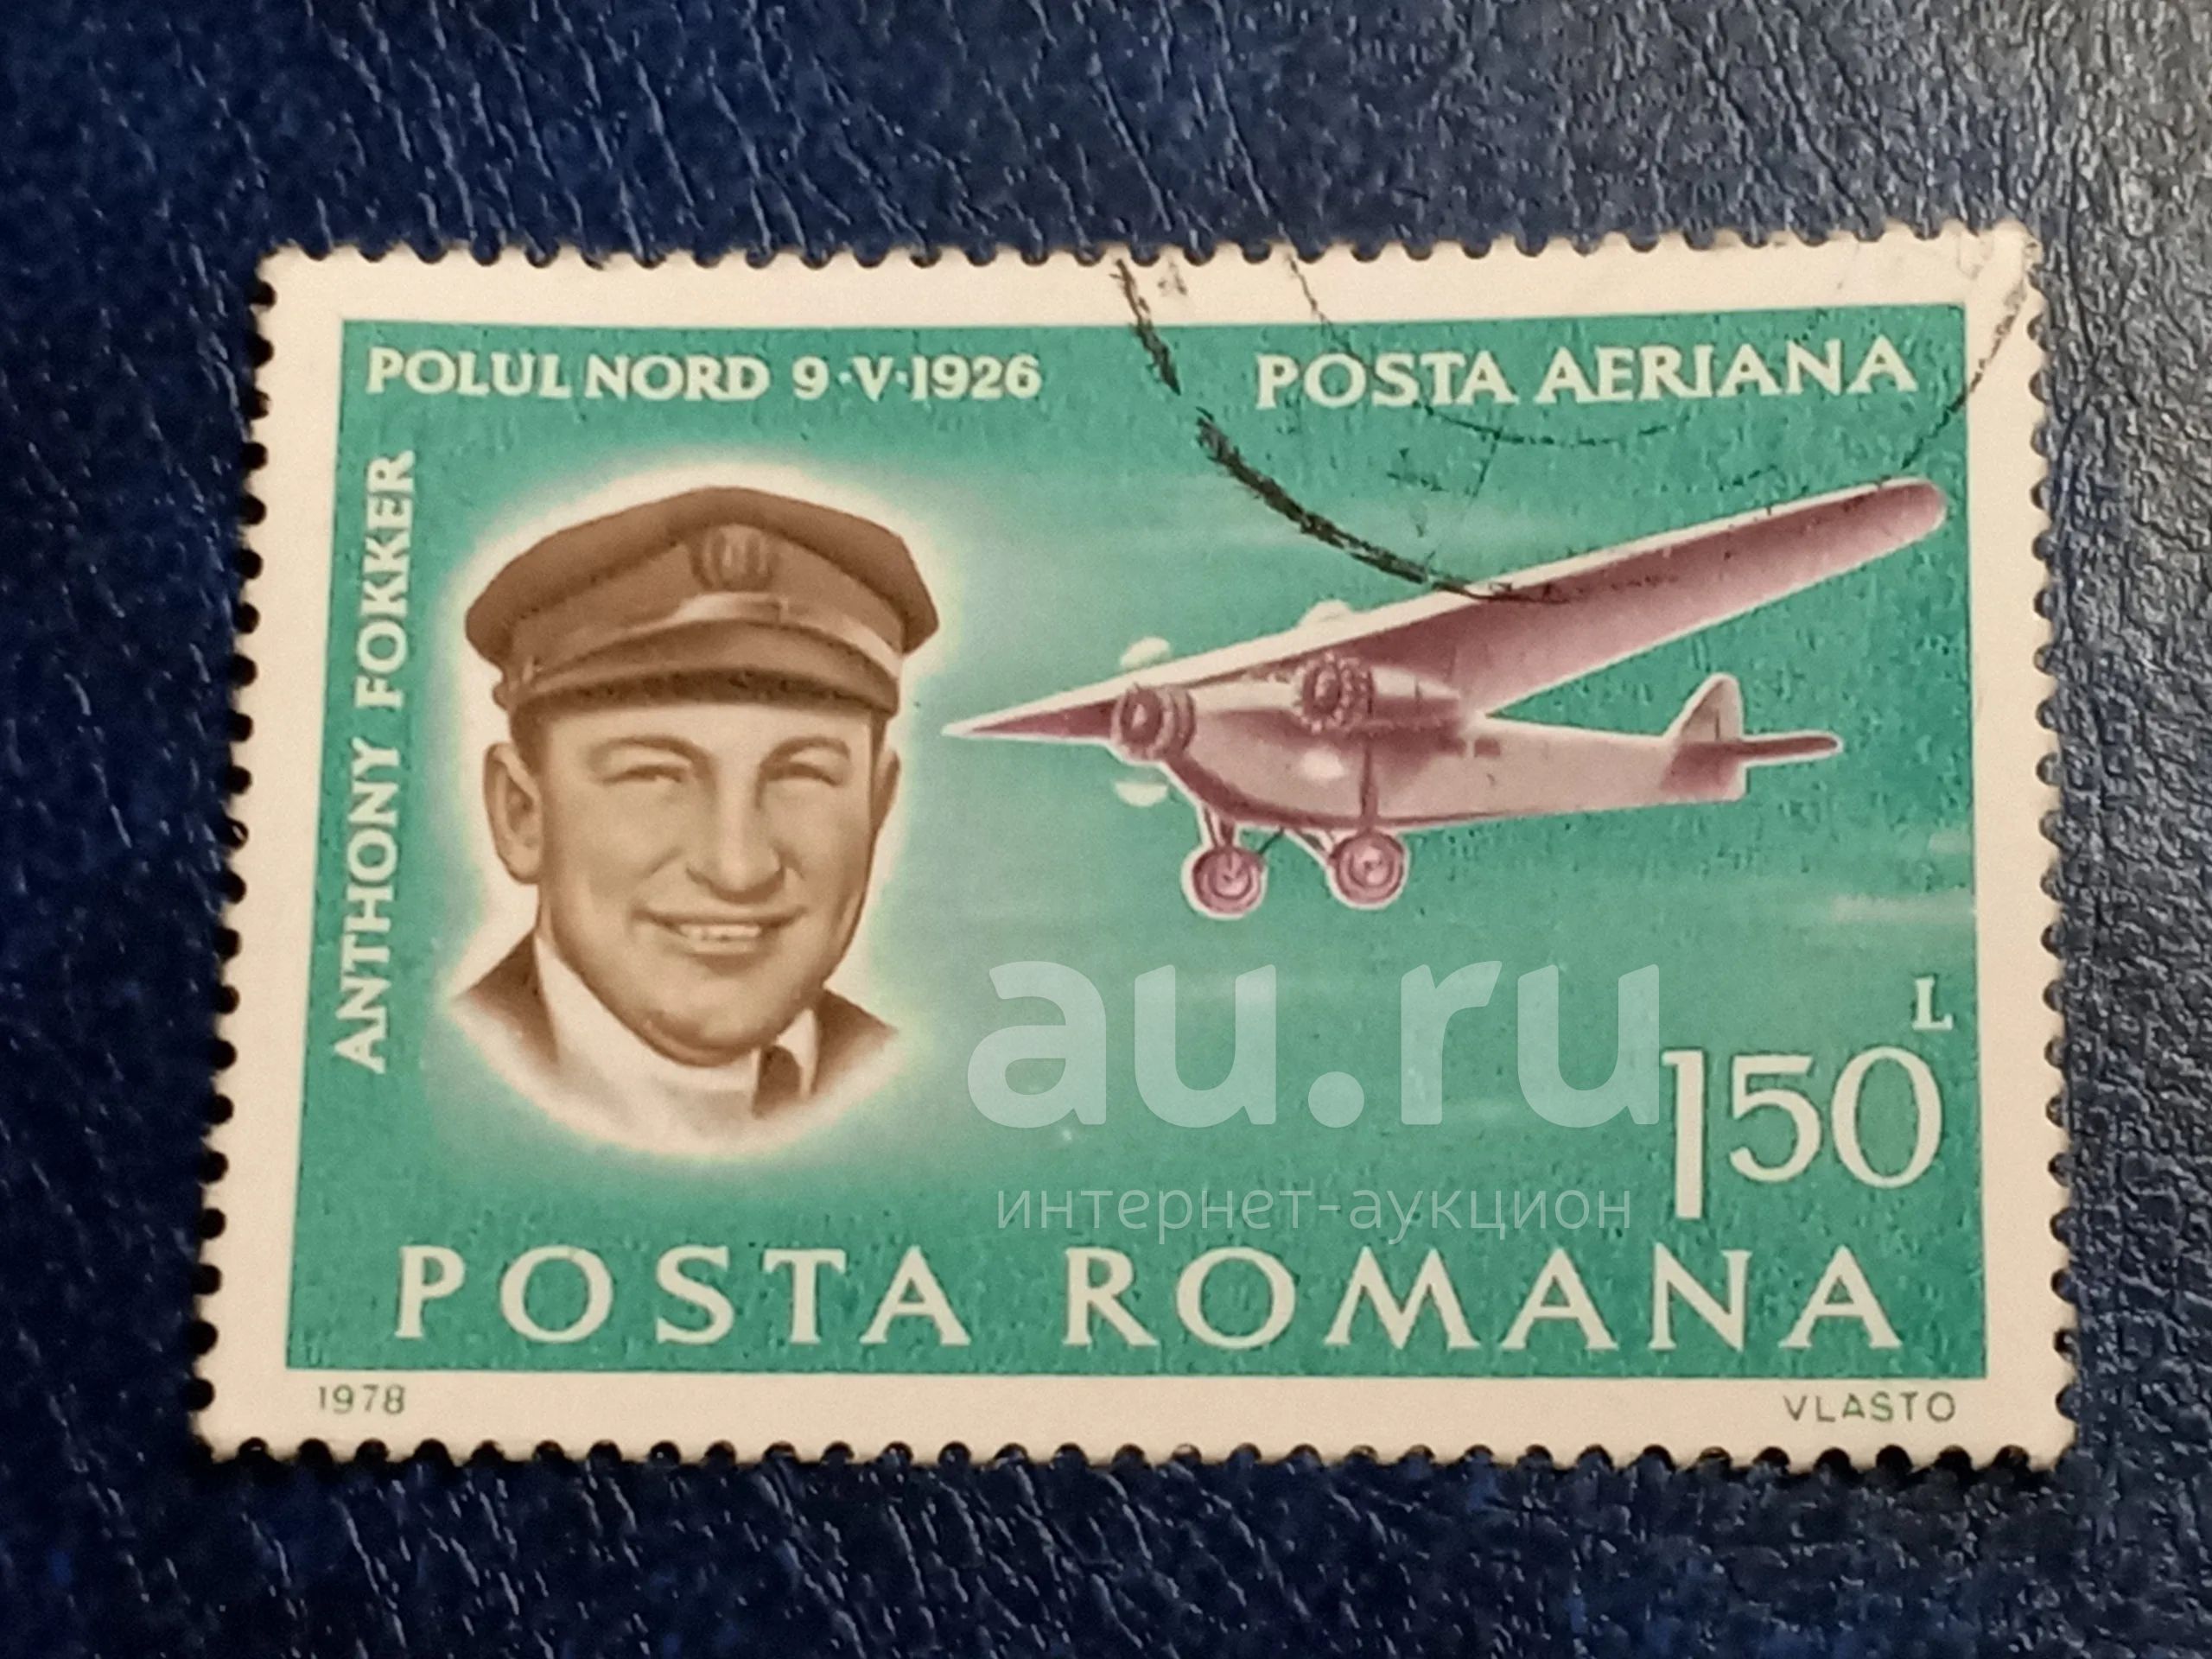 POLUL NORD 9·V·1926
POSTA AERIANA
ANTHONY FOKKER
au.ru
интернет-аукцион
L
150
POSTA ROMANA
1978
VLASTO